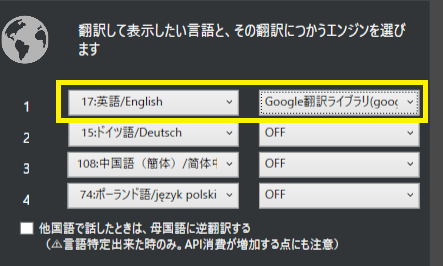 翻訳して表示したい言語と、その翻訳につかうエンジンを選び
ます
1 17:英語/English Google翻訳ライブラリ(goog
2 15:ドイツ語/Deutsch OFF
3 108:中国語（簡体）/简体中 OFF
4 74:ポーランド語/język polski OFF
他国語で話したときは、母国語に逆翻訳する
（⚠言語特定出来た時のみ。API消費が増加する点にも注意）